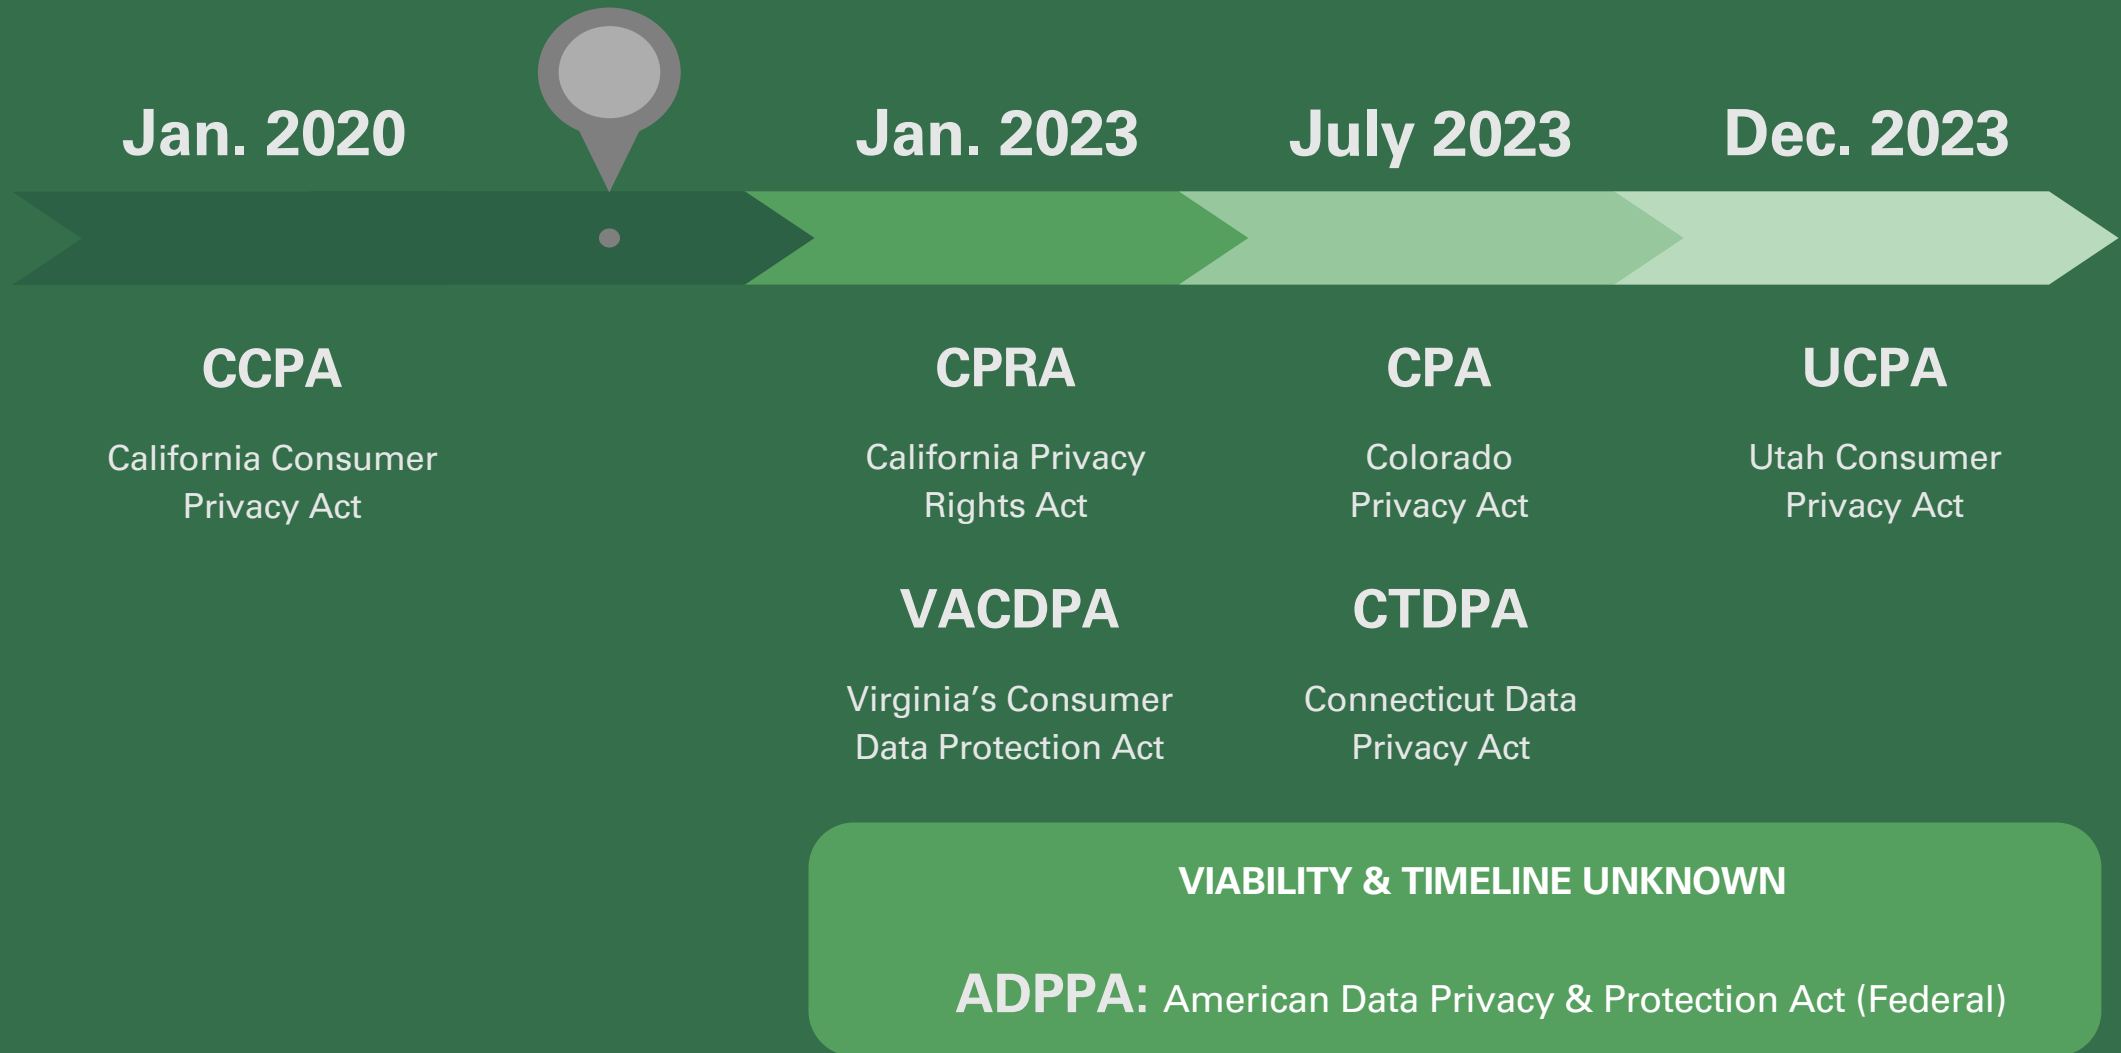 Jan. 2020
Jan. 2023
July 2023
Dec. 2023
CCPA
California Consumer
Privacy Act
CPRA
California Privacy
Rights Act
CPA
Colorado
Privacy Act
UCPA
Utah Consumer
Privacy Act
VACDPA
Virginia’s Consumer
Data Protection Act
CTDPA
Connecticut Data
Privacy Act
VIABILITY & TIMELINE UNKNOWN
ADPPA: American Data Privacy & Protection Act (Federal)